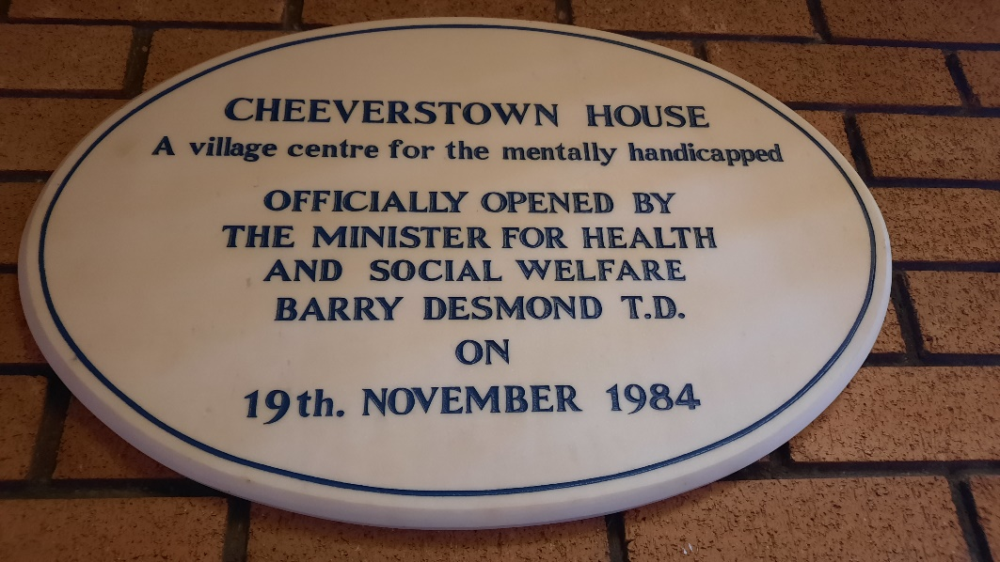 CHEEVERSTOWN HOUSE
A village centre for the mentally handicapped
OFFICIALLY OPENED BY
THE MINISTER FOR HEALTH
AND SOCIAL WELFARE
BARRY DESMOND T.D.
ON
19th. NOVEMBER 1984